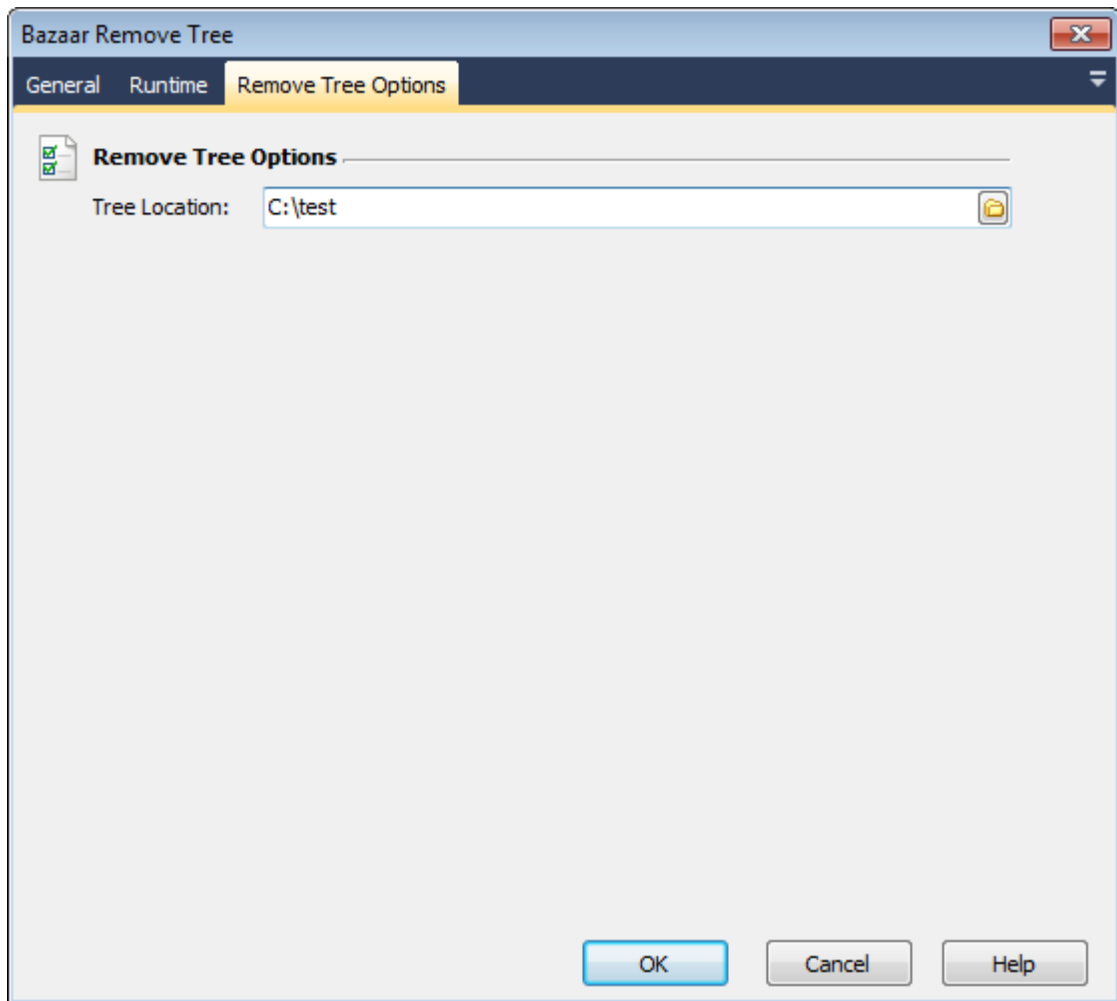 Bazaar Remove Tree
General Runtime Remove Tree Options
Remove Tree Options
Tree Location: C:\test
OK Cancel Help